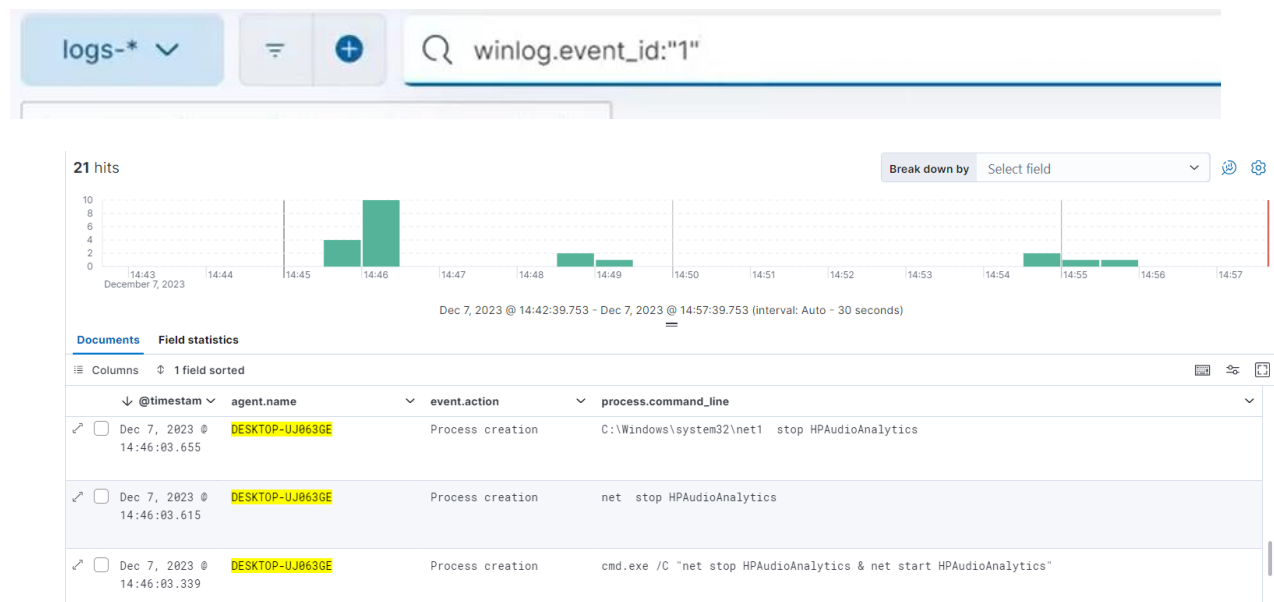 logs-*
winlog.event_id:"1"
21 hits
Break down by Select field
10
8
6
4
2
0
14:43 14:44 14:45 14:46 14:47 14:48 14:49 14:50 14:51 14:52 14:53 14:54 14:55 14:56 14:57
December 7, 2023
Dec 7, 2023 @ 14:42:39.753 - Dec 7, 2023 @ 14:57:39.753 (interval: Auto - 30 seconds)
Documents Field statistics
Columns 1 field sorted
@timestam agent.name event.action process.command_line
Dec 7, 2023 @ DESKTOP-UJ063GE Process creation C:\Windows\system32\net1  stop HPAudioAnalytics
14:46:03.655
Dec 7, 2023 @ DESKTOP-UJ063GE Process creation net  stop HPAudioAnalytics
14:46:03.615
Dec 7, 2023 @ DESKTOP-UJ063GE Process creation cmd.exe /C "net stop HPAudioAnalytics & net start HPAudioAnalytics"
14:46:03.339